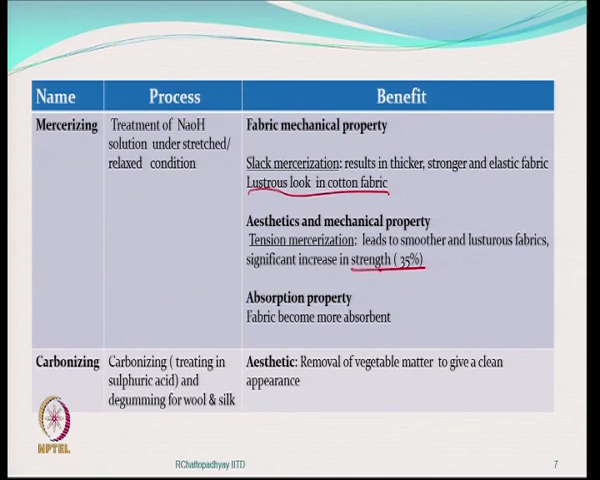 Name Process Benefit
Mercerizing Treatment of NaoH
solution under stretched/
relaxed condition
Fabric mechanical property
Slack mercerization: results in thicker, stronger and elastic fabric
Lustrous look in cotton fabric
Aesthetics and mechanical property
Tension mercerization: leads to smoother and lusturous fabrics,
significant increase in strength ( 35%)
Absorption property
Fabric become more absorbent
Carbonizing Carbonizing ( treating in
sulphuric acid) and
degumming for wool & silk
Aesthetic: Removal of vegetable matter to give a clean
appearance
NPTEL
RChattopadhyay IITD 7